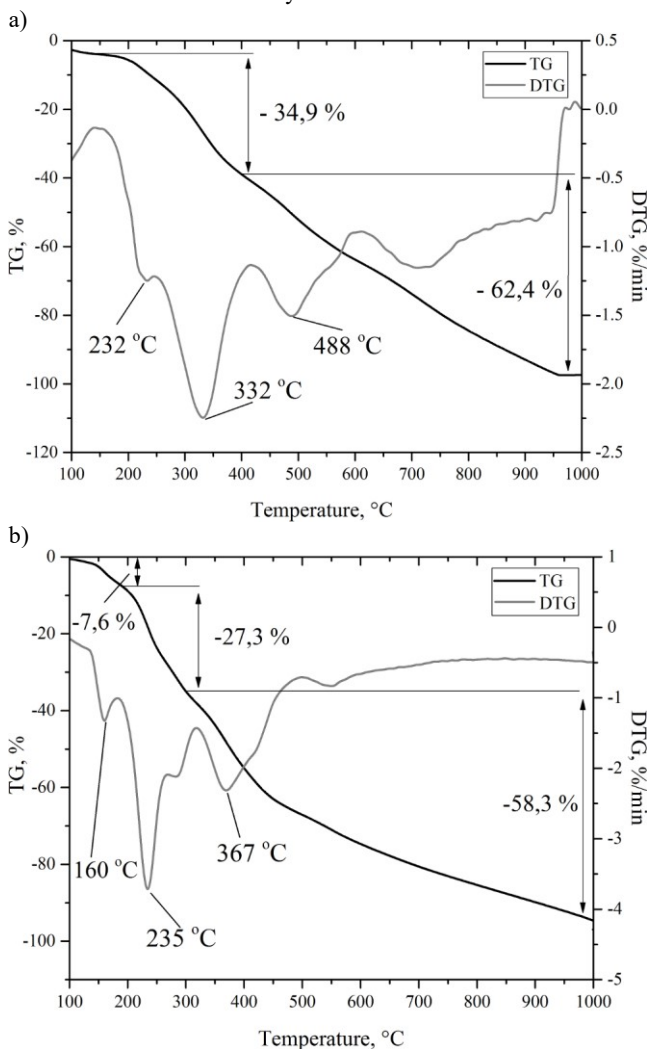 a)
TG
DTG
- 34,9 %
- 62,4 %
232 °C
332 °C
488 °C
0
-20
-40
-60
-80
-100
-120
TG, %
0.5
0.0
-0.5
-1.0
-1.5
-2.0
-2.5
DTG, %/min
100 200 300 400 500 600 700 800 900 1000
Temperature, °C
b)
TG
DTG
-7,6 %
-27,3 %
-58,3 %
160 °C
235 °C
367 °C
0
-20
-40
-60
-80
-100
TG, %
1
0
-1
-2
-3
-4
-5
DTG, %/min
100 200 300 400 500 600 700 800 900 1000
Temperature, °C